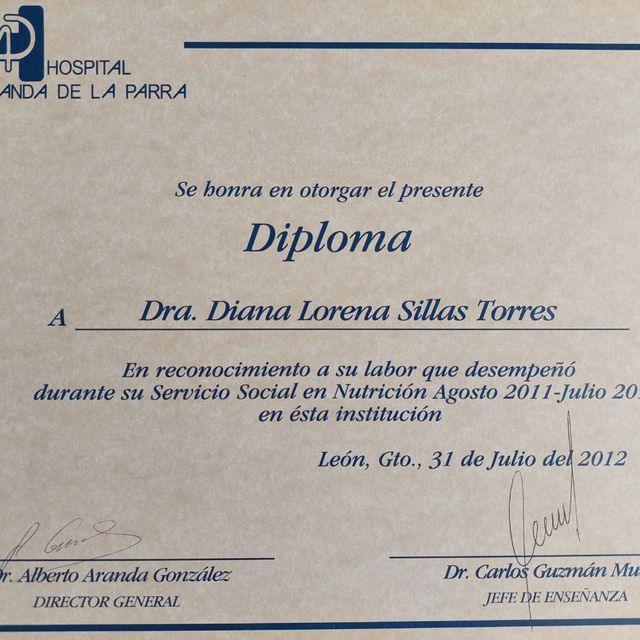 HOSPITAL
ANDA DE LA PARRA
Se honra en otorgar el presente
Diploma
A Dra. Diana Lorena Sillas Torres
En reconocimiento a su labor que desempeñó
durante su Servicio Social en Nutrición Agosto 2011-Julio 20
en ésta institución
León, Gto., 31 de Julio del 2012
Dr. Alberto Aranda González
DIRECTOR GENERAL
Dr. Carlos Guzmán Mu
JEFE DE ENSEÑANZA